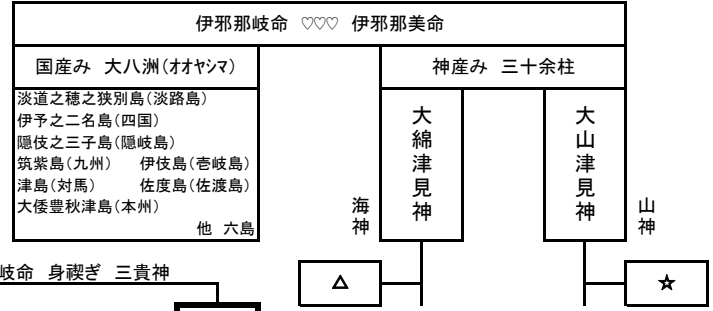 伊邪那岐命 ♡♡♡ 伊邪那美命
国産み 大八洲(オオヤシマ)
神産み 三十余柱
淡道之穂之狭別島(淡路島)
伊予之二名島(四国)
隠伎之三子島(隠岐島)
筑紫島(九州) 伊伎島(壱岐島)
津島(対馬) 佐度島(佐渡島)
大倭豊秋津島(本州)
他 六島
大綿津見神
海神
大山津見神
山神
岐命 身禊ぎ 三貴神
△
☆